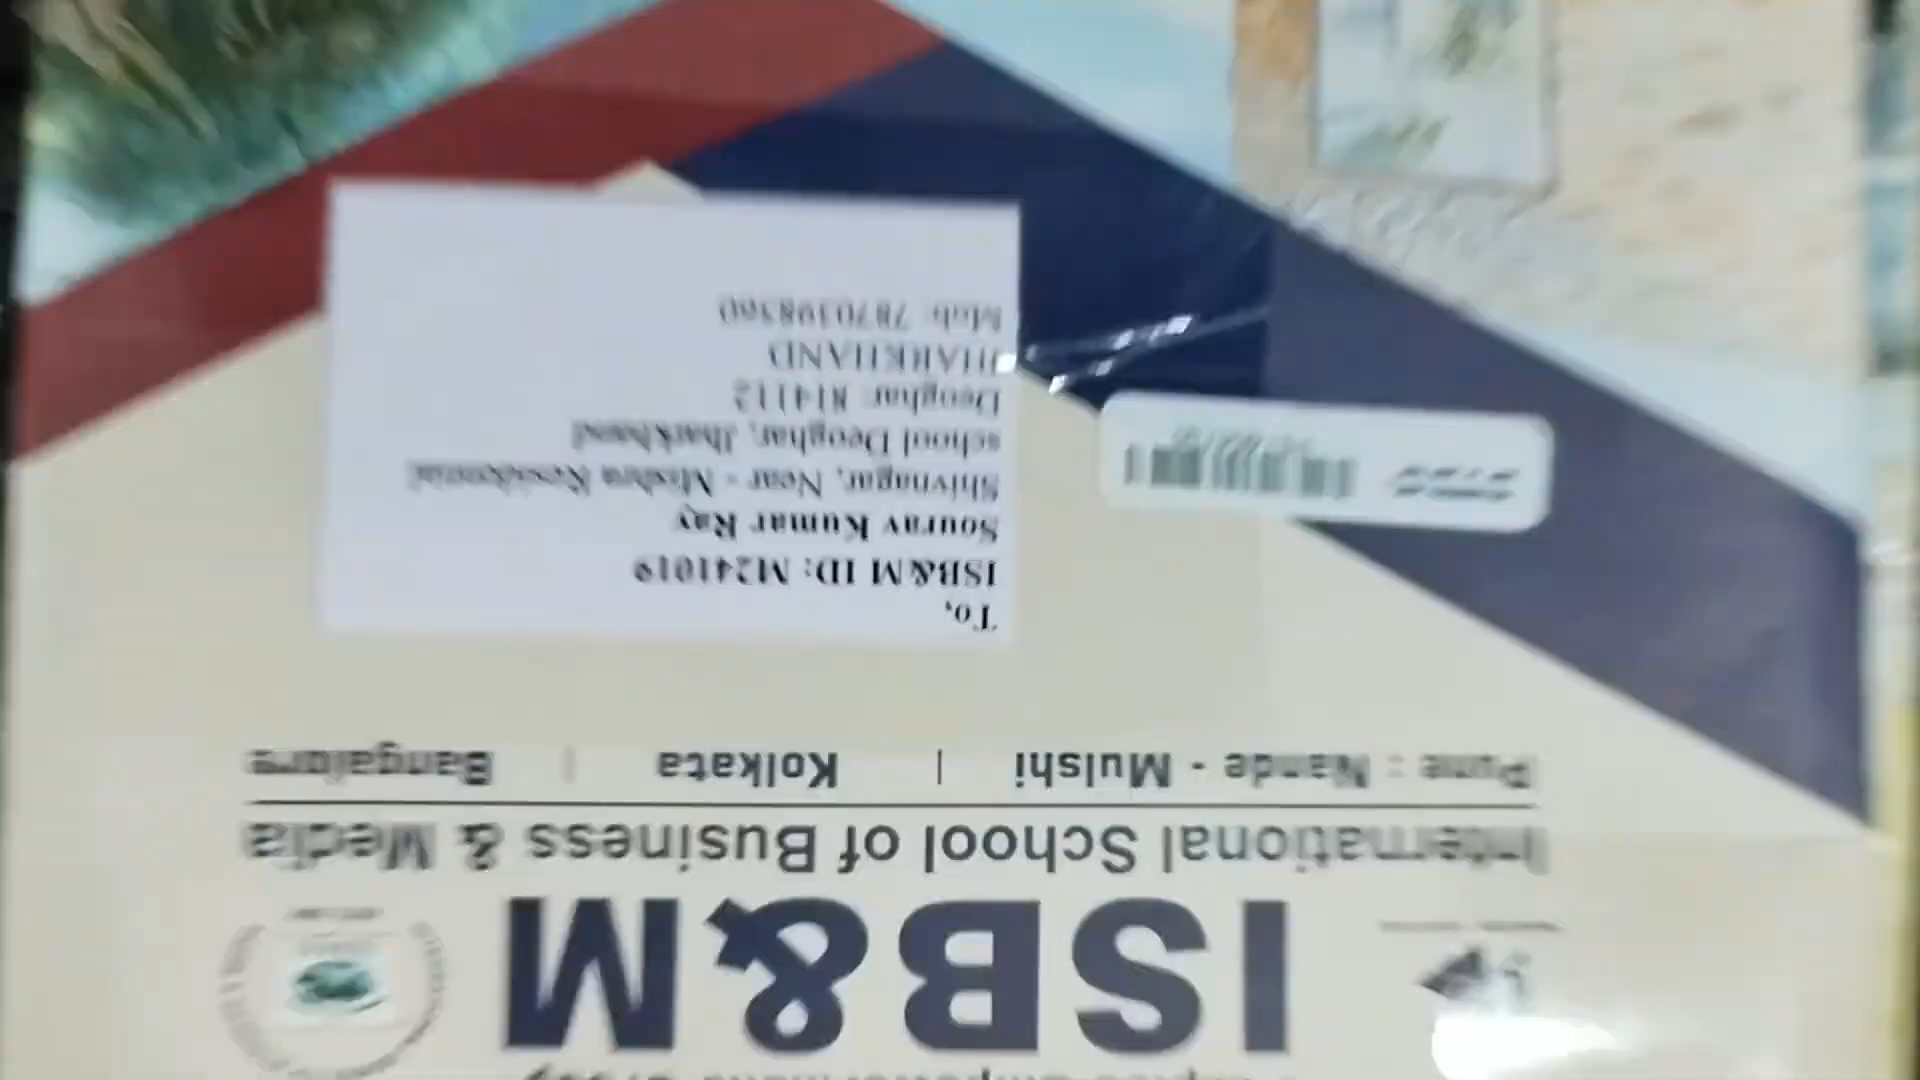 ISB&M
International School of Business & Media
Pune : Nande - Mulshi | Kolkata | Bangalore
To,
ISB&M ID: M241019
Sourav Kumar Ray
Shivnagar, Near - Mishra Residential
school Deoghar, Jharkhand
Deoghar 814112
JHARKHAND
Mob: 7870398360